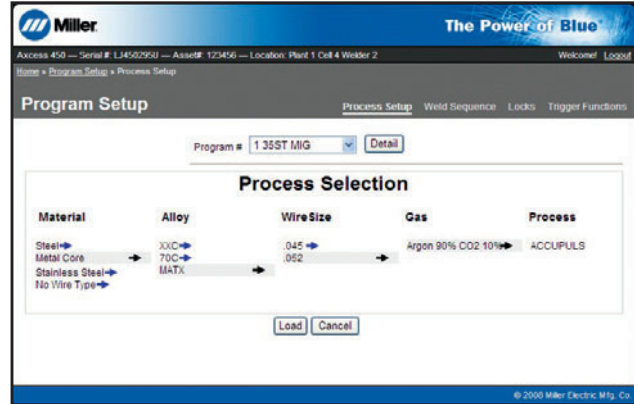 Miller
The Power of Blue
Axcess 450 — Serial #: LJ450295U — Asset#: 123456 — Location: Plant 1 Cell 4 Welder 2
Welcome! Logout
Home » Program Setup » Process Setup
Program Setup
Process Setup Weld Sequence Locks Trigger Functions
Program # 1 35ST MIG Detail
Process Selection
Material Alloy Wire Size Gas Process
Steel XXC .045 Argon 90% CO2 10% ACCUPULS
Metal Core 70C .052
Stainless Steel MATX
No Wire Type
Load Cancel
© 2008 Miller Electric Mfg. Co.